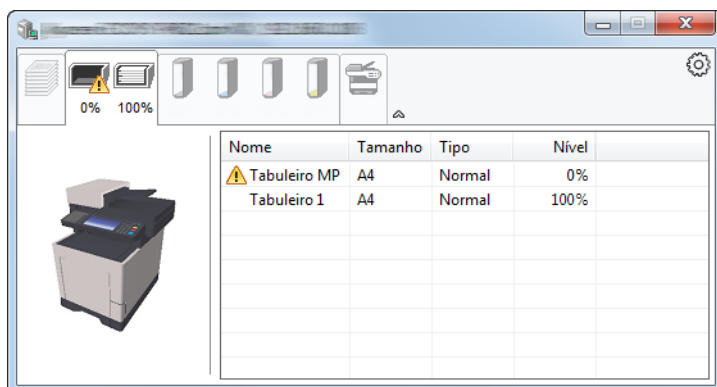 0% 100%
Nome Tamanho Tipo Nível
Tabuleiro MP A4 Normal 0%
Tabuleiro 1 A4 Normal 100%